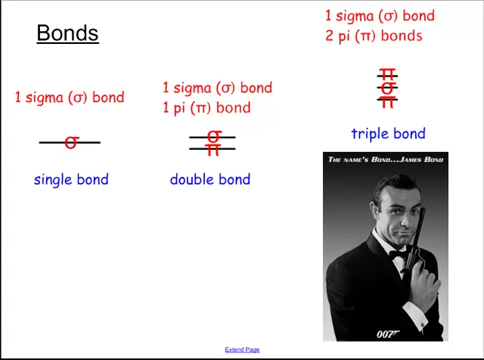 Bonds
1 sigma (σ) bond
σ
single bond
1 sigma (σ) bond
1 pi (π) bond
σ
π
double bond
1 sigma (σ) bond
2 pi (π) bonds
π
σ
π
triple bond
The name's Bond...James Bond
007
Extend Page